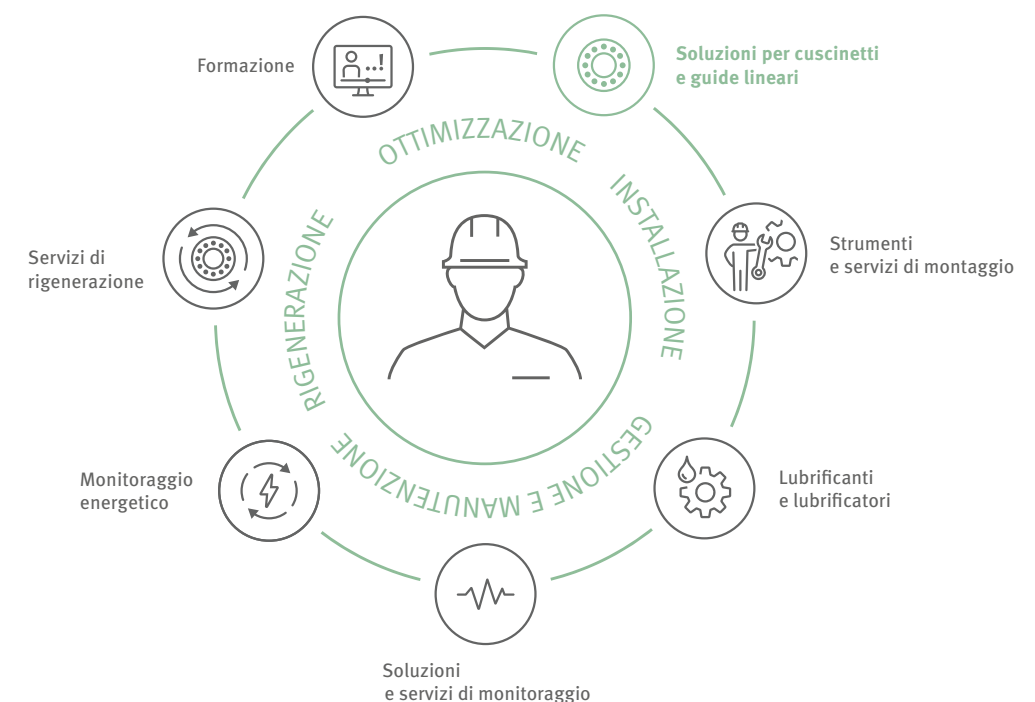 Formazione
Soluzioni per cuscinetti
e guide lineari
OTTIMIZZAZIONE
INSTALLAZIONE
Strumenti
e servizi di montaggio
Servizi di
rigenerazione
RIGENERAZIONE
GESTIONE E MANUTENZIONE
Monitoraggio
energetico
Lubrificanti
e lubrificatori
Soluzioni
e servizi di monitoraggio